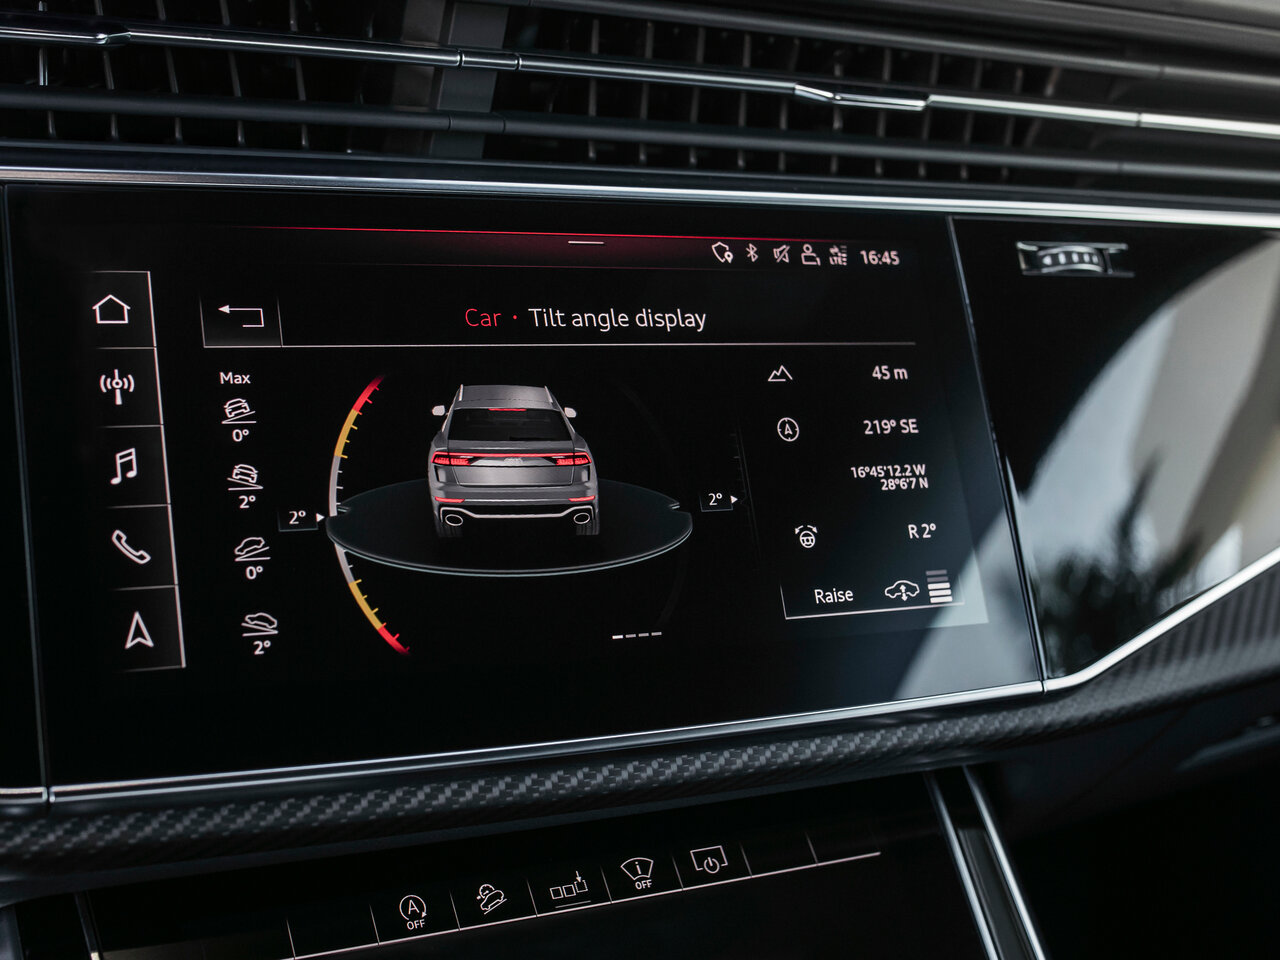 LTE 16:45
Car • Tilt angle display
Max
0°
2°
0°
2°
2°
2°
45 m
219° SE
16°45'12.2 W
28°6'7 N
R 2°
Raise
A
OFF
i
OFF